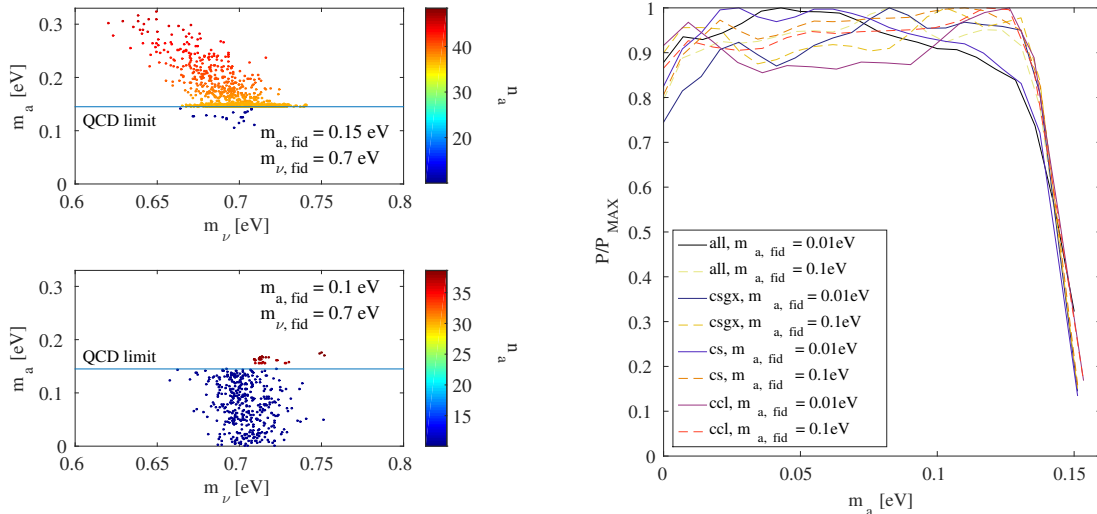 0.3
0.2
0.1
0
m_a [eV]
QCD limit
m_a, fid = 0.15 eV
m_ν, fid = 0.7 eV
0.6 0.65 0.7 0.75 0.8
m_ν [eV]
40
30
20
n_a
0.3
0.2
0.1
0
m_a [eV]
QCD limit
m_a, fid = 0.1 eV
m_ν, fid = 0.7 eV
0.6 0.65 0.7 0.75 0.8
m_ν [eV]
35
30
25
20
15
n_a
1
0.9
0.8
0.7
0.6
0.5
0.4
0.3
0.2
0.1
0
P/P_MAX
all, m_a, fid = 0.01eV
all, m_a, fid = 0.1eV
csgx, m_a, fid = 0.01eV
csgx, m_a, fid = 0.1eV
cs, m_a, fid = 0.01eV
cs, m_a, fid = 0.1eV
ccl, m_a, fid = 0.01eV
ccl, m_a, fid = 0.1eV
0 0.05 0.1 0.15
m_a [eV]